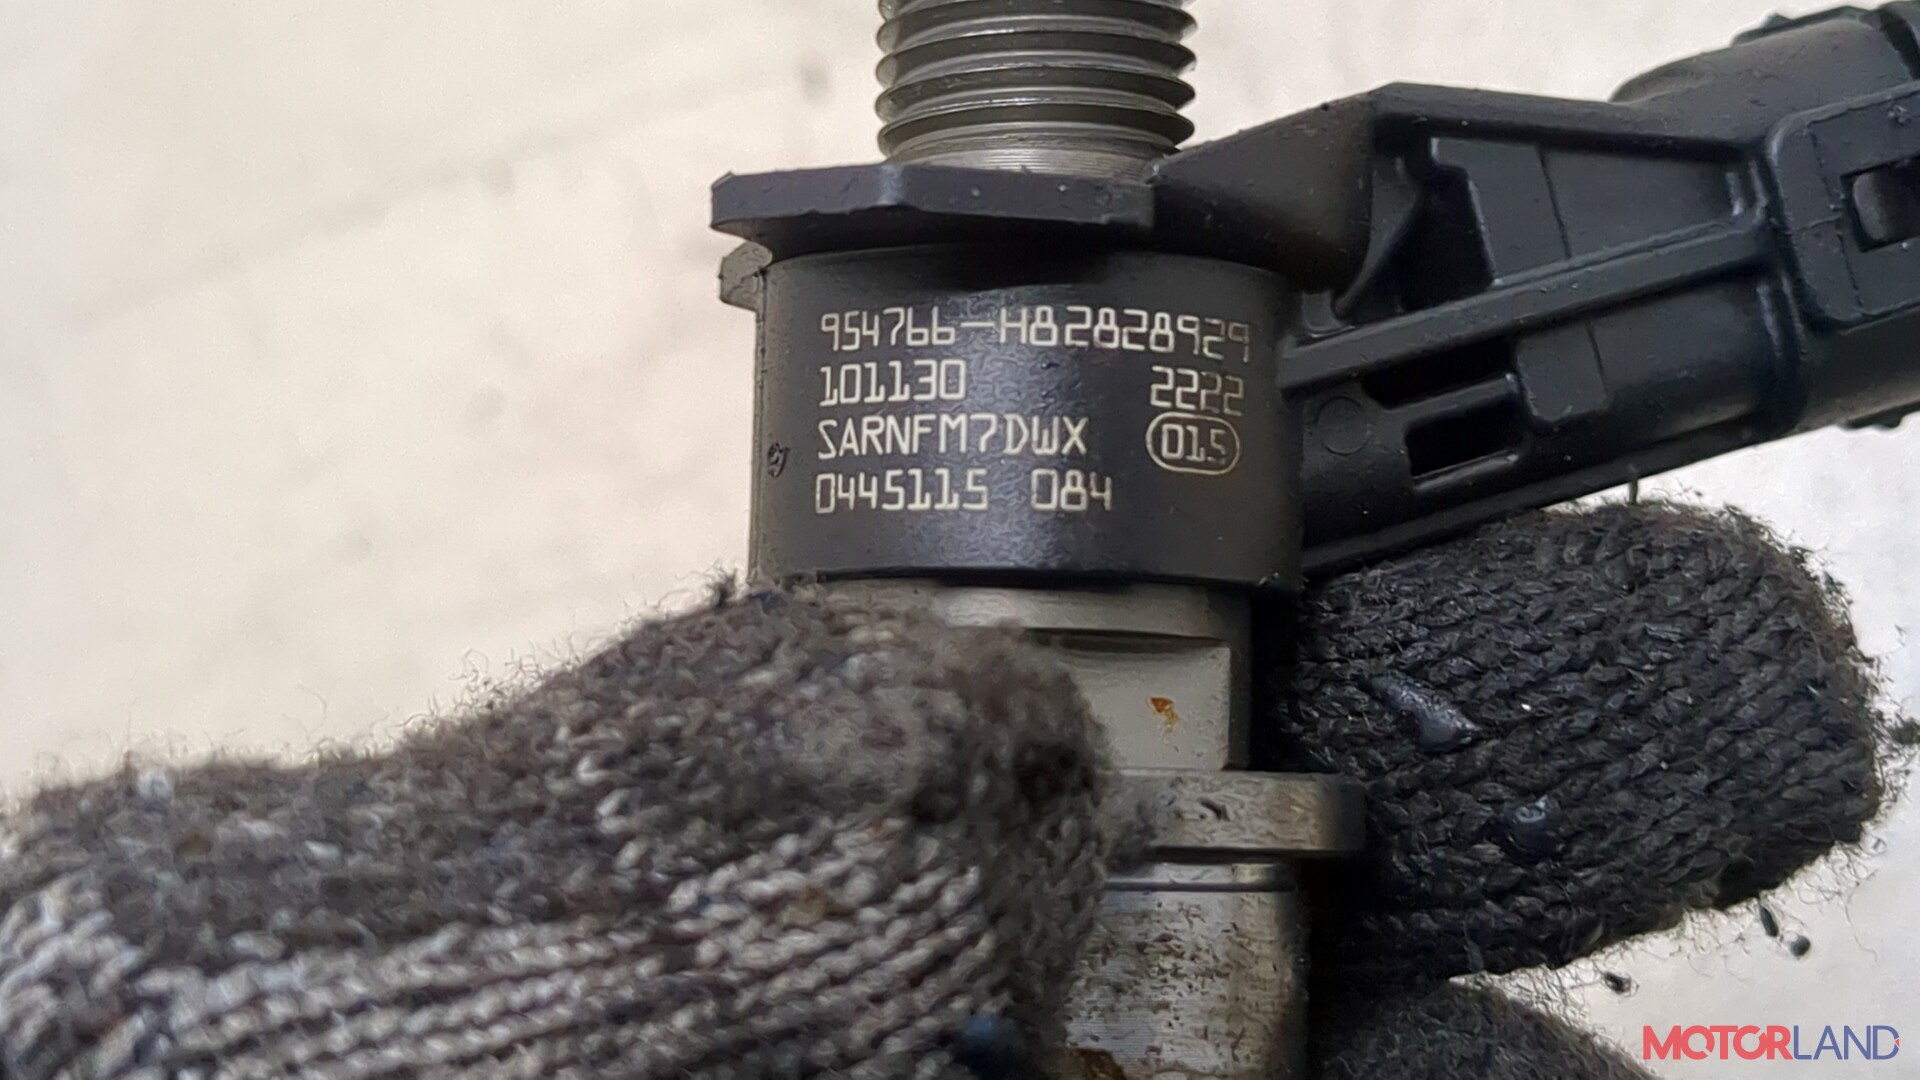 954766-H82828929
101130 2222
SARNFM7DWX 015
0445115 084
MOTORLAND